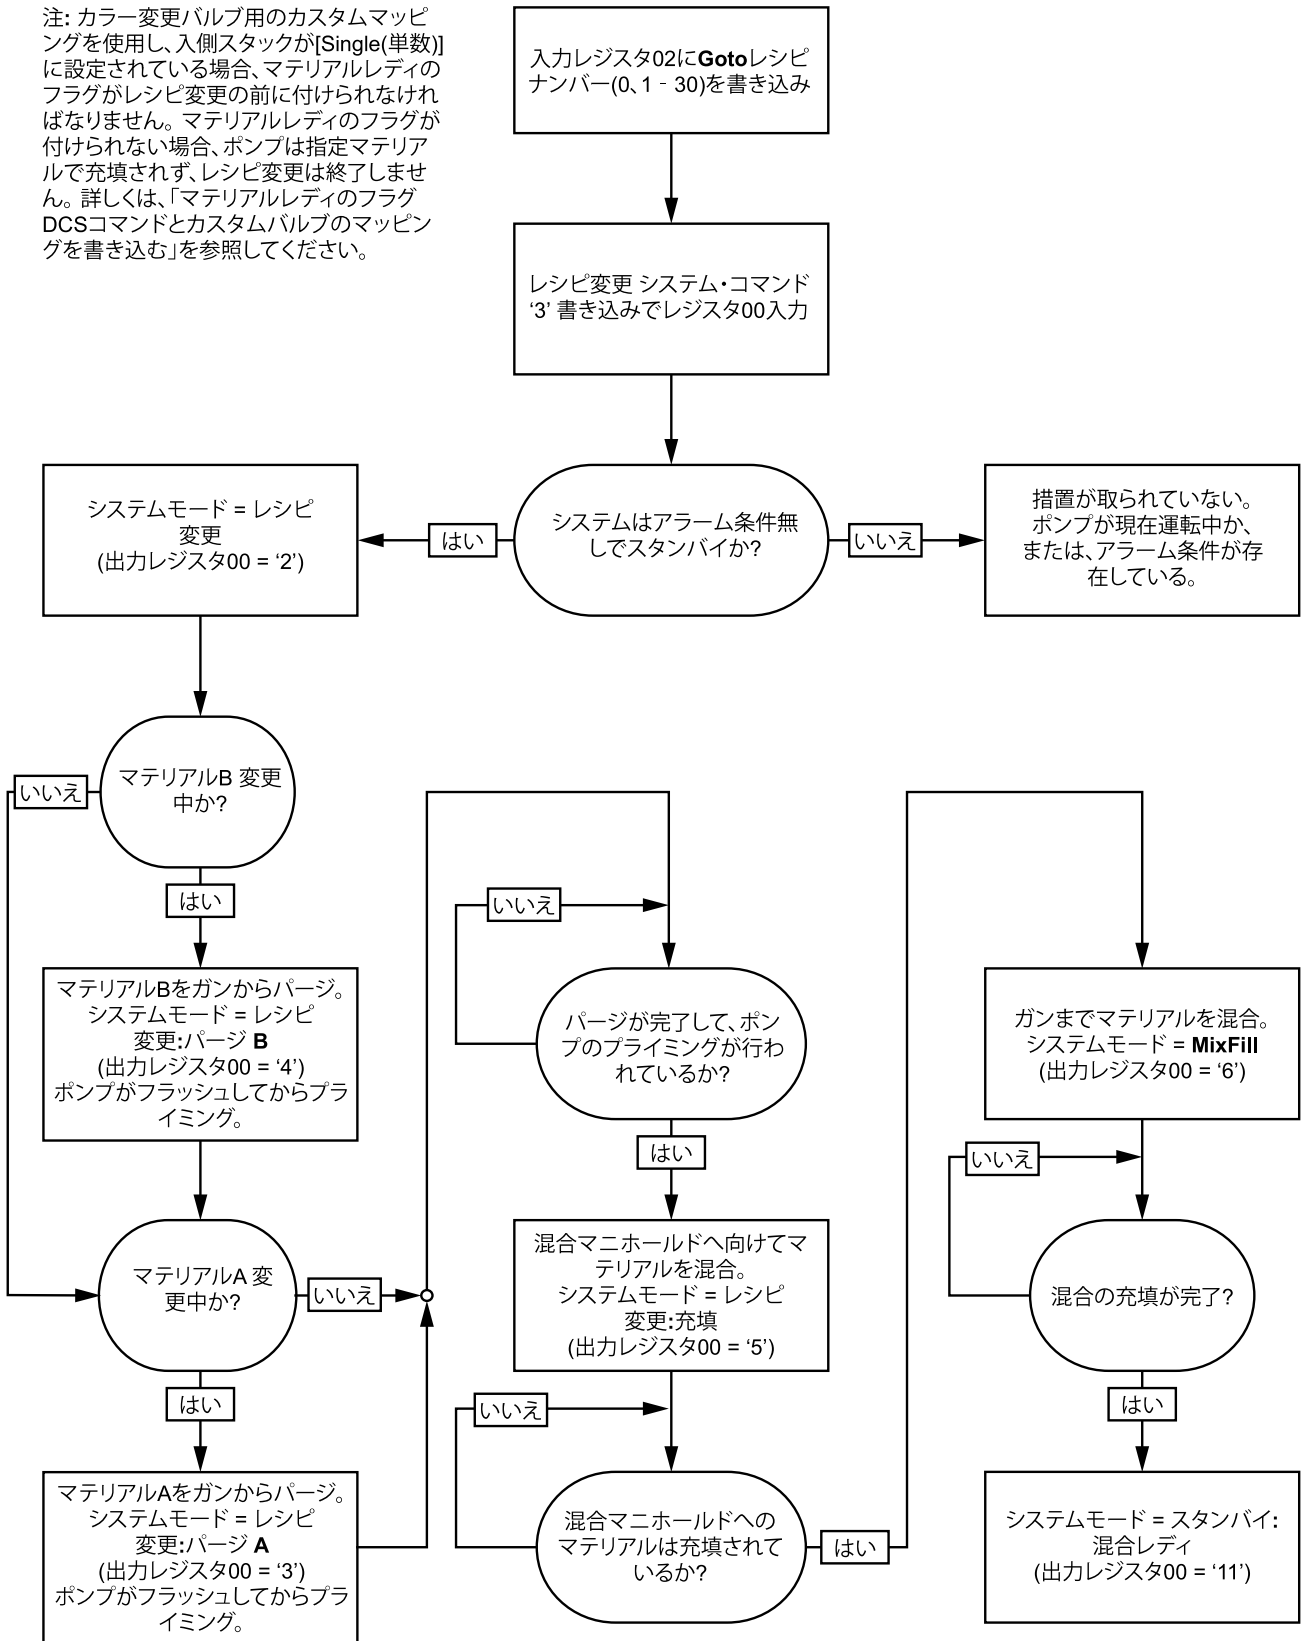 注: カラー変更バルブ用のカスタムマッピ
ングを使用し、入側スタックが[Single(単数)]
に設定されている場合、マテリアルレディの
フラグがレシピ変更の前に付けられなけれ
ばなりません。マテリアルレディのフラグが
付けられない場合、ポンプは指定マテリア
ルで充填されず、レシピ変更は終了しませ
ん。詳しくは、「マテリアルレディのフラグ
DCSコマンドとカスタムバルブのマッピン
グを書き込む」を参照してください。
入力レジスタ02にGotoレシピ
ナンバー(0、1‐30)を書き込み
レシピ変更 システム・コマンド
‘3’ 書き込みでレジスタ00入力
システムモード = レシピ
変更
(出力レジスタ00 = ‘2’)
はい
システムはアラーム条件無
しでスタンバイか?
いいえ
措置が取られていない。
ポンプが現在運転中か、
または、アラーム条件が存
在している。
マテリアルB 変更
中か?
いいえ
はい
マテリアルBをガンからパージ。
システムモード = レシピ
変更:パージ B
(出力レジスタ00 = ‘4’)
ポンプがフラッシュしてからプラ
イミング。
マテリアルA 変
更中か?
いいえ
はい
マテリアルAをガンからパージ。
システムモード = レシピ
変更:パージ A
(出力レジスタ00 = ‘3’)
ポンプがフラッシュしてからプラ
イミング。
いいえ
パージが完了して、ポン
プのプライミングが行わ
れているか?
はい
混合マニホールドへ向けてマ
テリアルを混合。
システムモード = レシピ
変更:充填
(出力レジスタ00 = ‘5’)
いいえ
混合マニホールドへの
マテリアルは充填されて
いるか?
はい
ガンまでマテリアルを混合。
システムモード = MixFill
(出力レジスタ00 = ‘6’)
いいえ
混合の充填が完了?
はい
システムモード = スタンバイ:
混合レディ
(出力レジスタ00 = ‘11’)